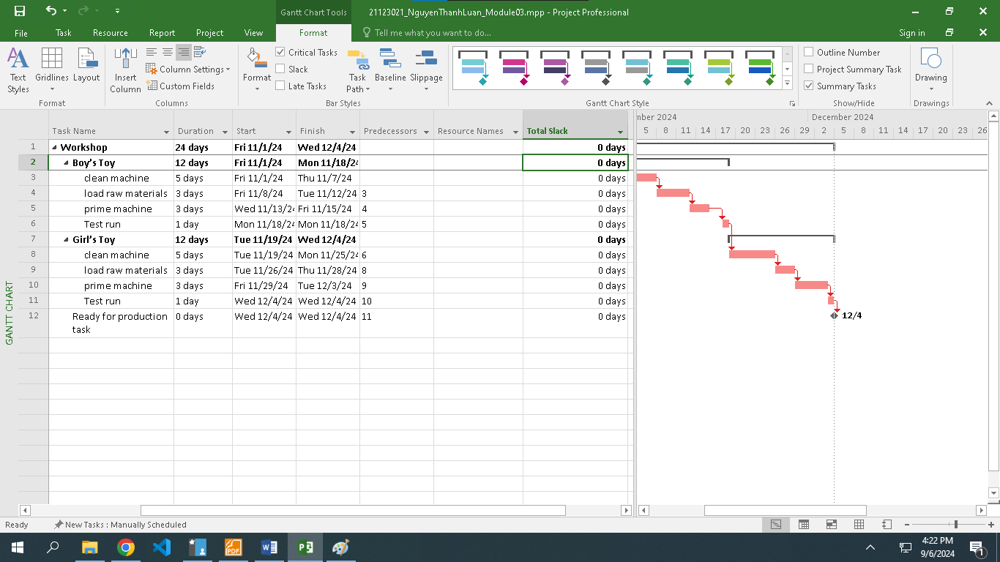 Gantt Chart Tools
21123021_NguyenThanhLuan_Module03.mpp - Project Professional
File Task Resource Report Project View Format Tell me what you want to do... Sign in
Text Styles
Gridlines
Layout
Format
Insert Column
Column Settings
Custom Fields
Columns
Format
Critical Tasks
Slack
Late Tasks
Task Path
Baseline
Slippage
Bar Styles
Gantt Chart Style
Outline Number
Project Summary Task
Summary Tasks
Show/Hide
Drawing
Drawings
mber 2024 December 2024
Task Name Duration Start Finish Predecessors Resource Names Total Slack 5 8 11 14 17 20 23 26 29 2 5 8 11 14 17 20 23 26
1 Workshop 24 days Fri 11/1/24 Wed 12/4/24 0 days
2 Boy's Toy 12 days Fri 11/1/24 Mon 11/18/24 0 days
3 clean machine 5 days Fri 11/1/24 Thu 11/7/24 0 days
4 load raw materials 3 days Fri 11/8/24 Tue 11/12/24 3 0 days
5 prime machine 3 days Wed 11/13/24 Fri 11/15/24 4 0 days
6 Test run 1 day Mon 11/18/24 Mon 11/18/24 5 0 days
7 Girl's Toy 12 days Tue 11/19/24 Wed 12/4/24 0 days
8 clean machine 5 days Tue 11/19/24 Mon 11/25/24 6 0 days
9 load raw materials 3 days Tue 11/26/24 Thu 11/28/24 8 0 days
10 prime machine 3 days Fri 11/29/24 Tue 12/3/24 9 0 days
11 Test run 1 day Wed 12/4/24 Wed 12/4/24 10 0 days
12 Ready for production 0 days Wed 12/4/24 Wed 12/4/24 11 0 days 12/4
task
GANTT CHART
Ready New Tasks : Manually Scheduled
PDF
4:22 PM
9/6/2024
1